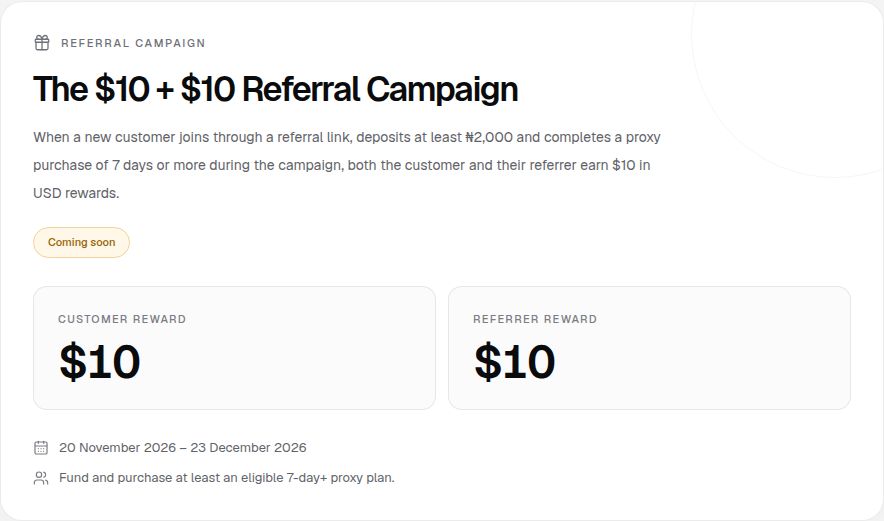 REFERRAL CAMPAIGN
The $10 + $10 Referral Campaign
When a new customer joins through a referral link, deposits at least ₦2,000 and completes a proxy
purchase of 7 days or more during the campaign, both the customer and their referrer earn $10 in
USD rewards.
Coming soon
CUSTOMER REWARD
$10
REFERRER REWARD
$10
20 November 2026 – 23 December 2026
Fund and purchase at least an eligible 7-day+ proxy plan.